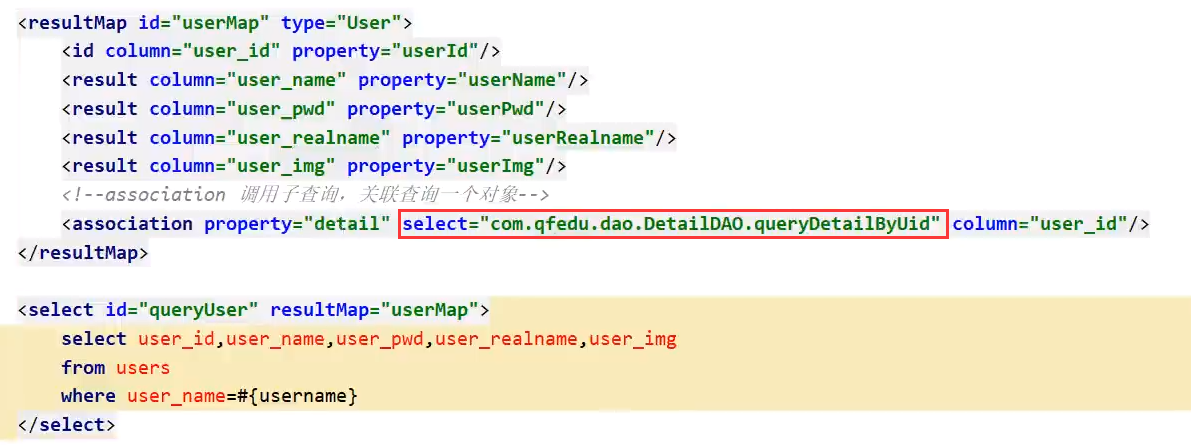 <resultMap id="userMap" type="User">
<id column="user_id" property="userId"/>
<result column="user_name" property="userName"/>
<result column="user_pwd" property="userPwd"/>
<result column="user_realname" property="userRealname"/>
<result column="user_img" property="userImg"/>
<!--association 调用子查询，关联查询一个对象-->
<association property="detail" select="com.qfedu.dao.DetailDAO.queryDetailByUid" column="user_id"/>
</resultMap>
<select id="queryUser" resultMap="userMap">
select user_id,user_name,user_pwd,user_realname,user_img
from users
where user_name=#{username}
</select>